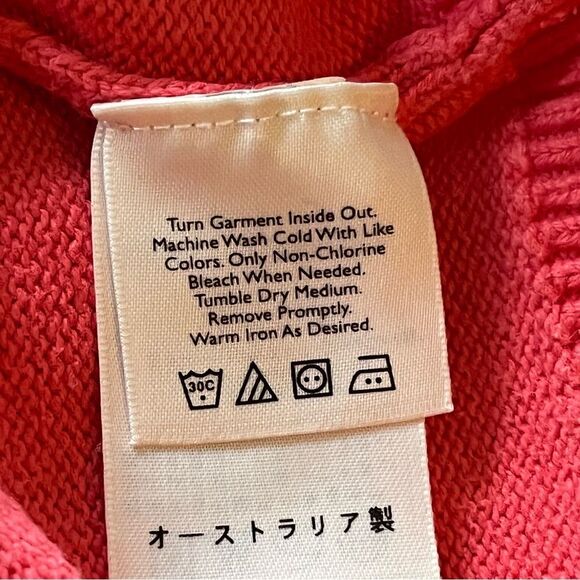 Turn Garment Inside Out.
Machine Wash Cold With Like
Colors. Only Non-Chlorine
Bleach When Needed.
Tumble Dry Medium.
Remove Promptly.
Warm Iron As Desired.
30C
オーストラリア製